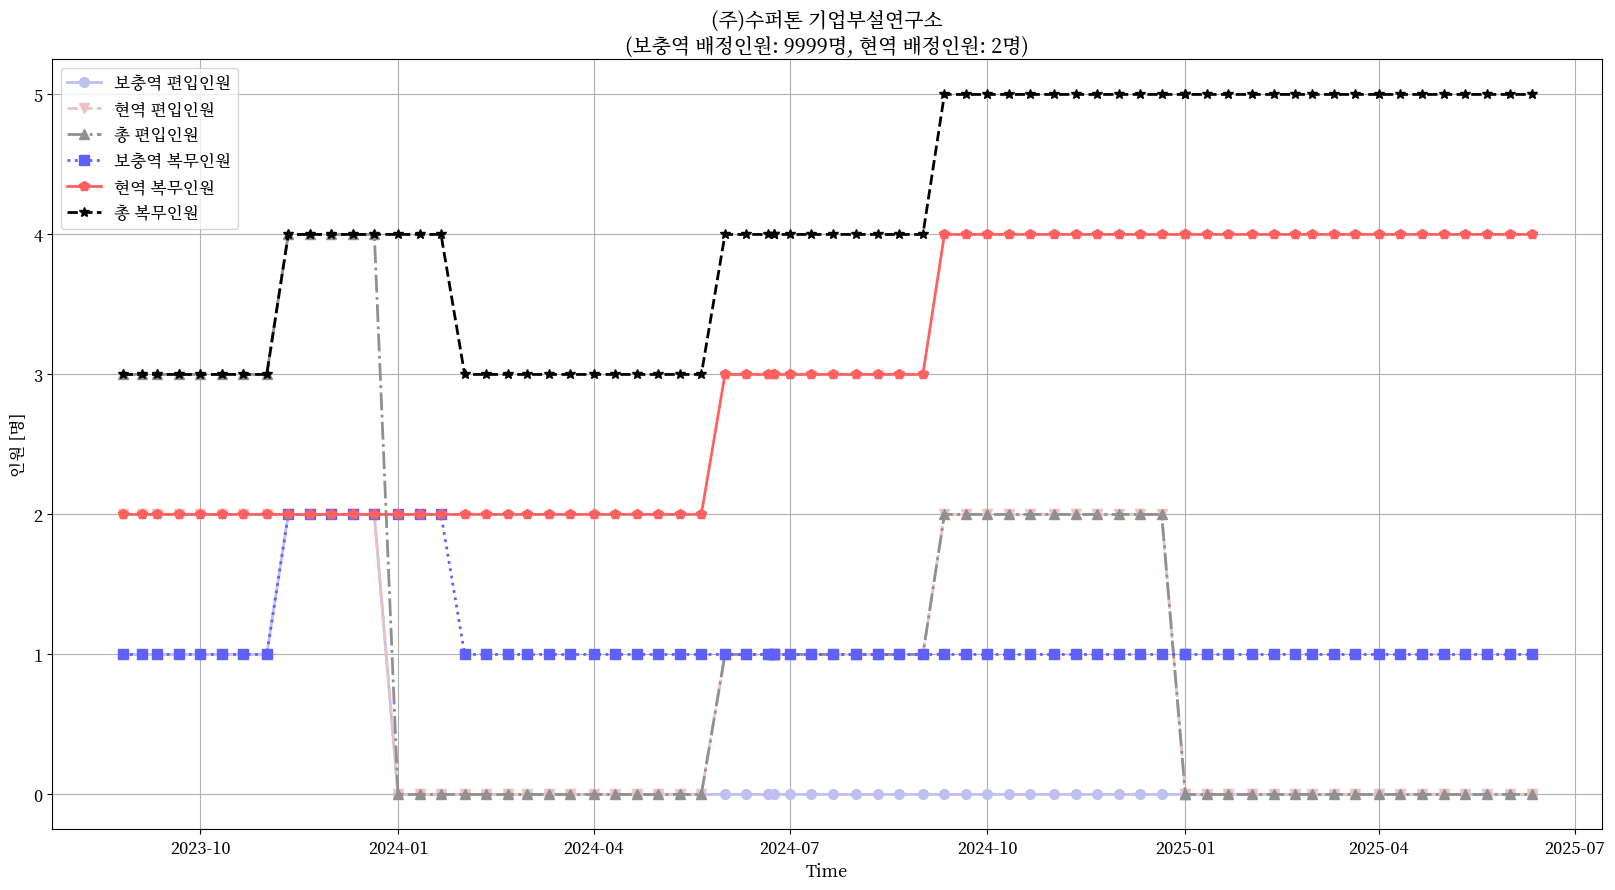 (주)수퍼톤 기업부설연구소
(보충역 배정인원: 9999명, 현역 배정인원: 2명)
보충역 편입인원
현역 편입인원
총 편입인원
보충역 복무인원
현역 복무인원
총 복무인원
인원 [명]
5
4
3
2
1
0
2023-10
2024-01
2024-04
2024-07
2024-10
2025-01
2025-04
2025-07
Time